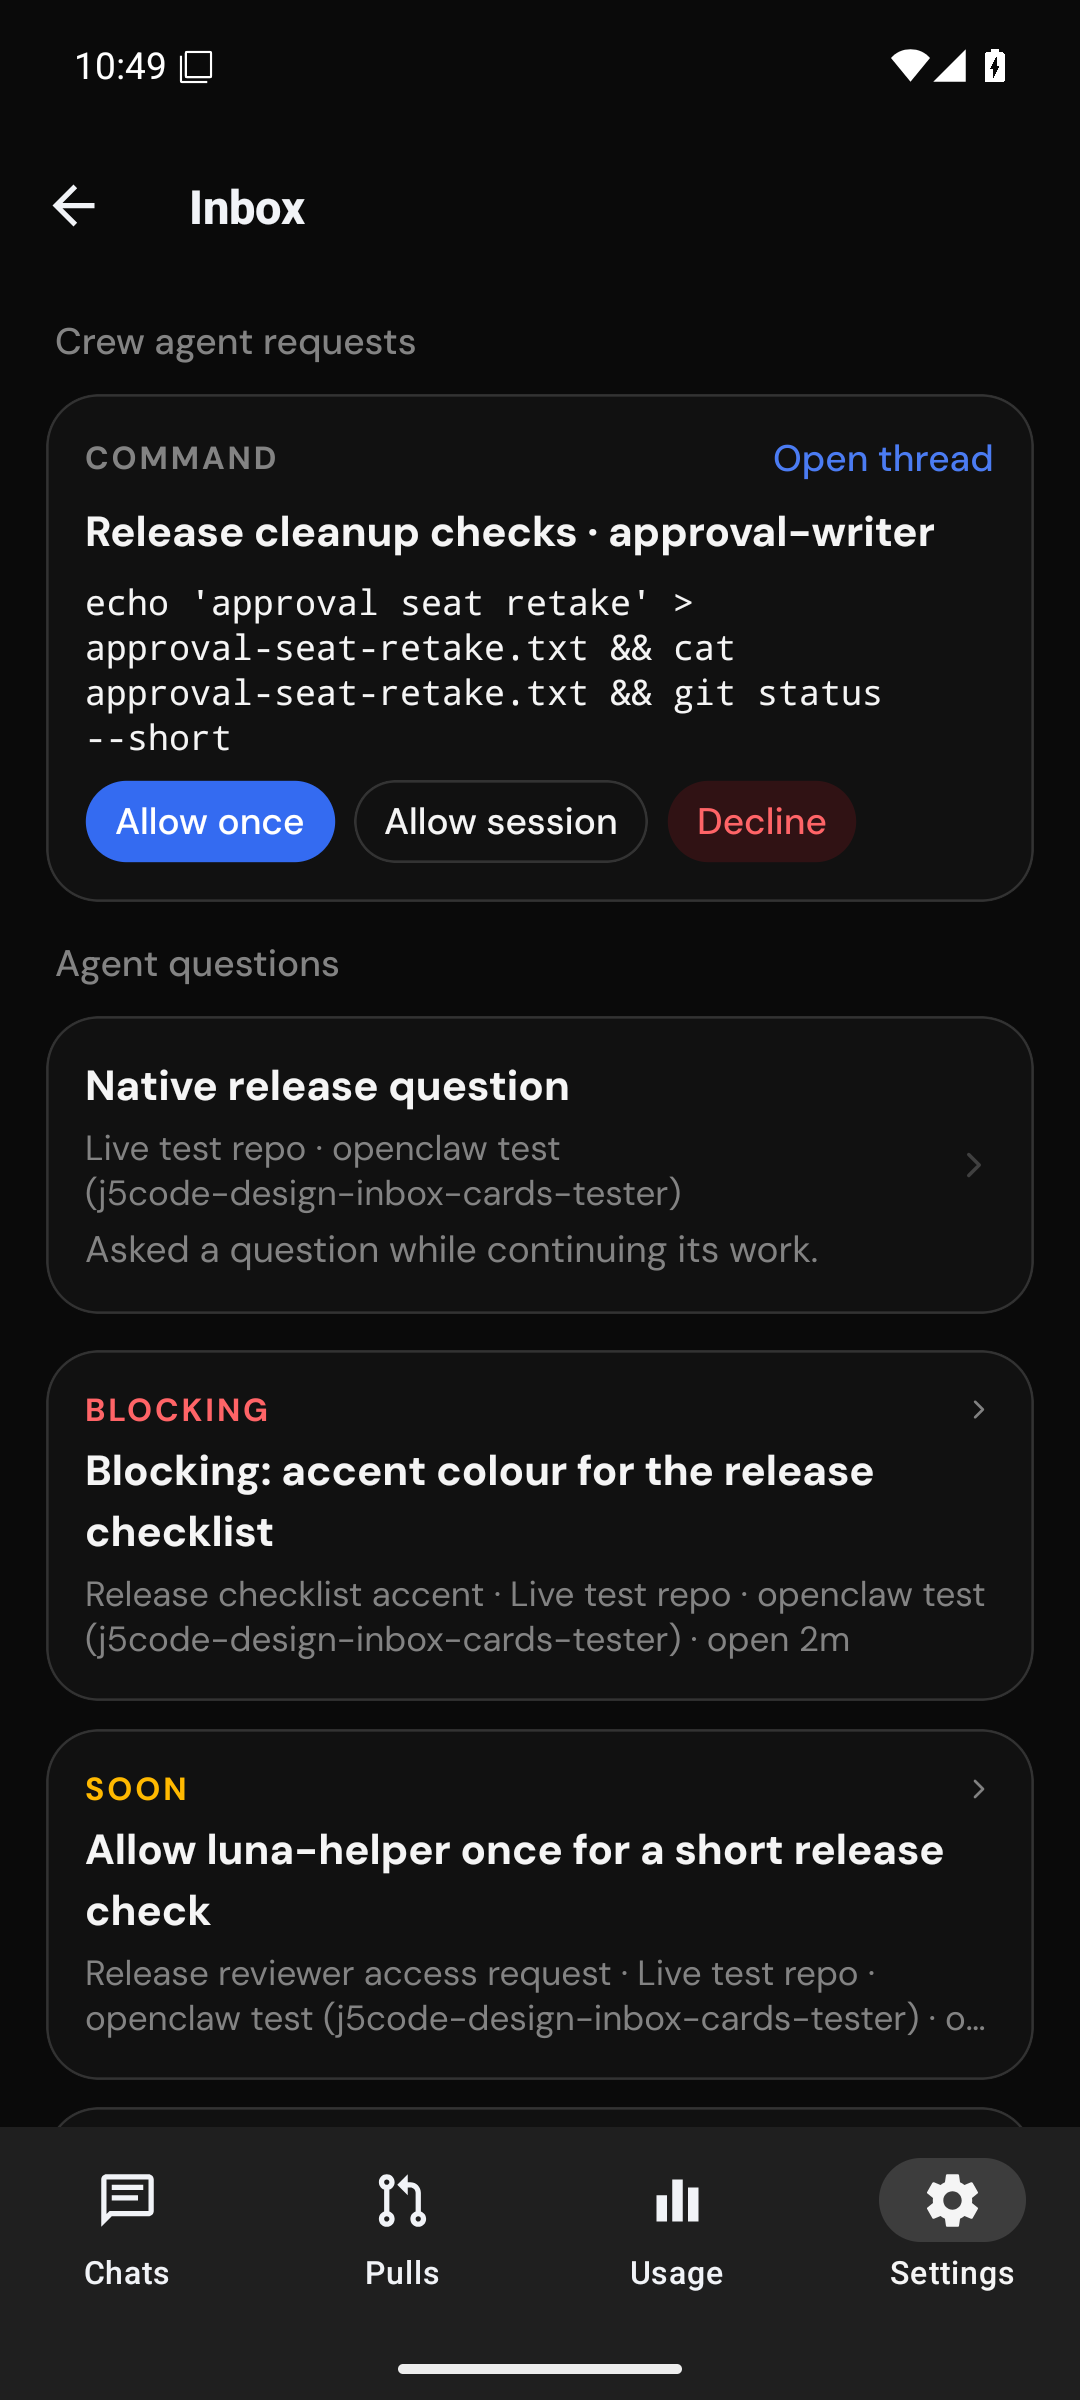 10:49
Inbox
Crew agent requests
COMMAND
Open thread
Release cleanup checks · approval-writer
echo 'approval seat retake' >
approval-seat-retake.txt && cat
approval-seat-retake.txt && git status
--short
Allow once
Allow session
Decline
Agent questions
Native release question
Live test repo · openclaw test
(j5code-design-inbox-cards-tester)
Asked a question while continuing its work.
BLOCKING
Blocking: accent colour for the release
checklist
Release checklist accent · Live test repo · openclaw test
(j5code-design-inbox-cards-tester) · open 2m
SOON
Allow luna-helper once for a short release
check
Release reviewer access request · Live test repo ·
openclaw test (j5code-design-inbox-cards-tester) · o...
Chats
Pulls
Usage
Settings